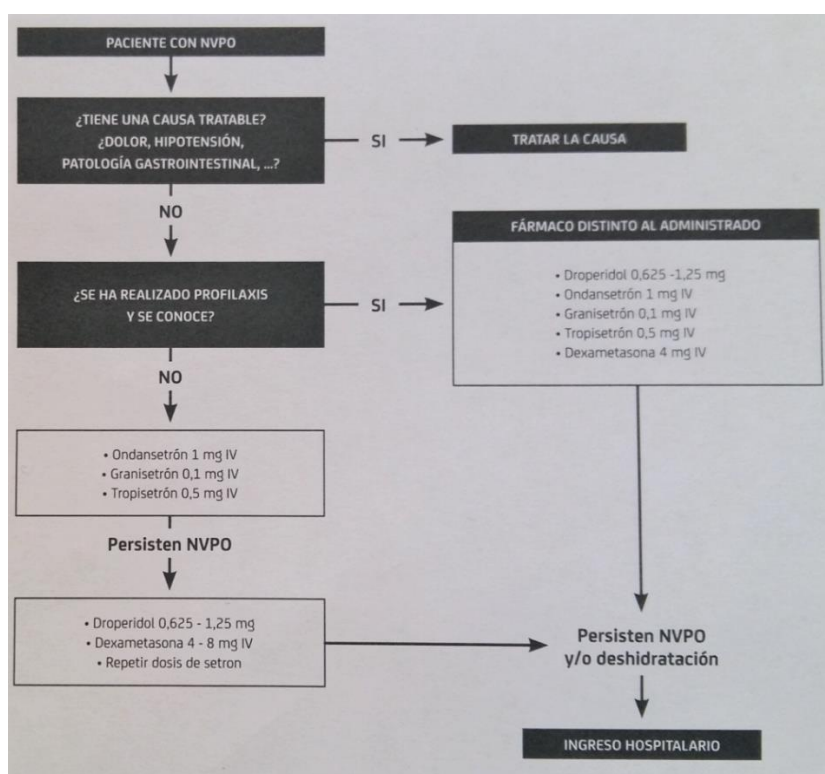 PACIENTE CON NVPO
¿TIENE UNA CAUSA TRATABLE?
¿DOLOR, HIPOTENSIÓN,
PATOLOGÍA GASTROINTESTINAL, ...?
SI
TRATAR LA CAUSA
NO
¿SE HA REALIZADO PROFILAXIS
Y SE CONOCE?
SI
FÁRMACO DISTINTO AL ADMINISTRADO
• Droperidol 0,625 -1,25 mg
• Ondansetrón 1 mg IV
• Granisetrón 0,1 mg IV
• Tropisetrón 0,5 mg IV
• Dexametasona 4 mg IV
NO
• Ondansetrón 1 mg IV
• Granisetrón 0,1 mg IV
• Tropisetrón 0,5 mg IV
Persisten NVPO
• Droperidol 0,625 - 1,25 mg
• Dexametasona 4 - 8 mg IV
• Repetir dosis de setron
Persisten NVPO
y/o deshidratación
INGRESO HOSPITALARIO